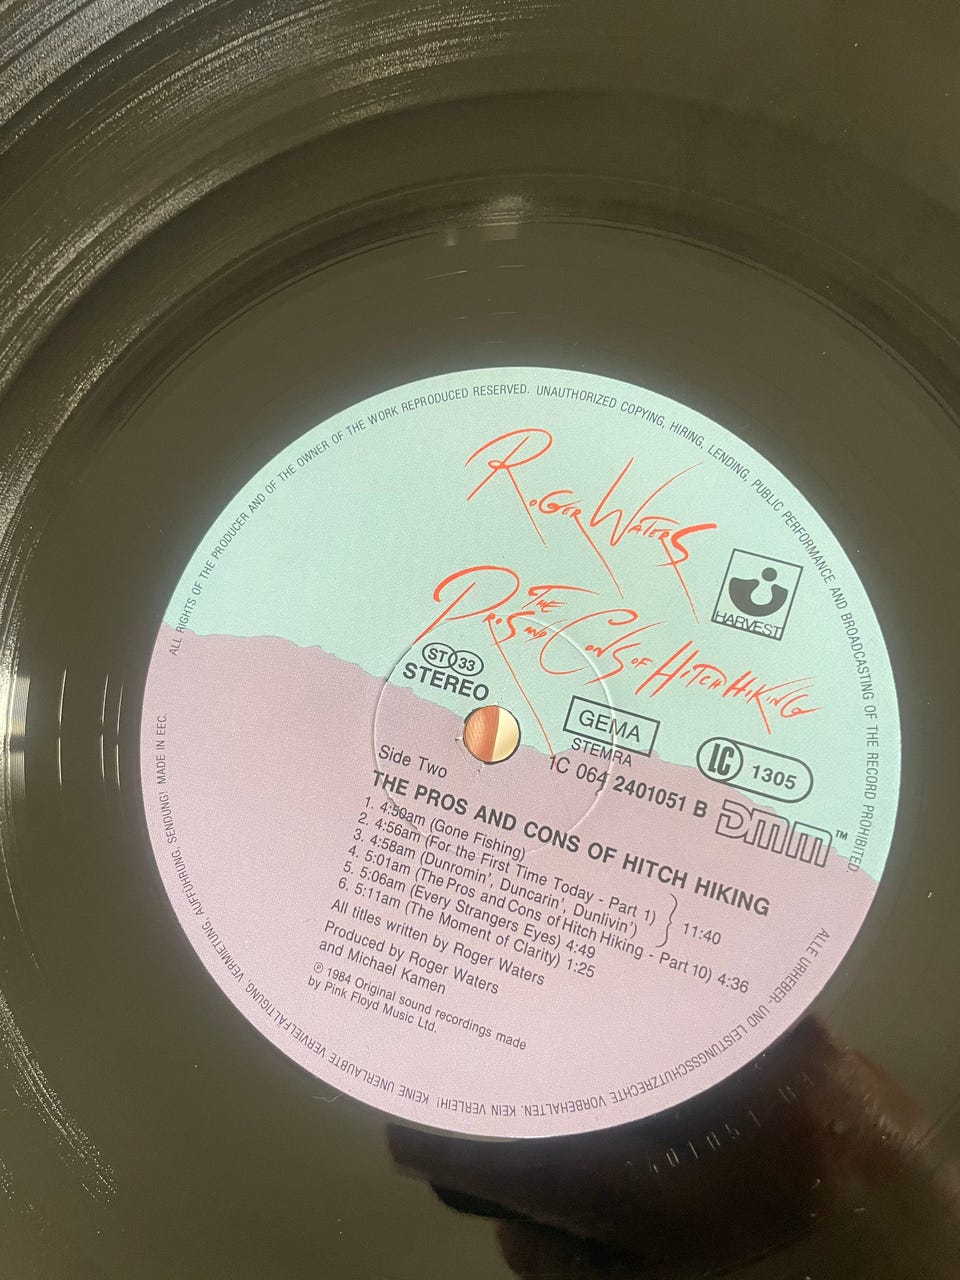 ALL RIGHTS OF THE PRODUCER AND OF THE OWNER OF THE WORK REPRODUCED RESERVED. UNAUTHORIZED COPYING, HIRING, LENDING, PUBLIC PERFORMANCE AND BROADCASTING OF THE RECORD PROHIBITED.
ROGER WATERS
THE
PROS AND CONS OF HITCH HIKING
HARVEST
ST 33
STEREO
GEMA
STEMRA
LC 1305
1C 064 2401051 B
DMM™
Side Two
THE PROS AND CONS OF HITCH HIKING
1. 4:50am (Gone Fishing)
2. 4:56am (For the First Time Today - Part 1)
3. 4:58am (Dunromin', Duncarin', Dunlivin') 11:40
4. 5:01am (The Pros and Cons of Hitch Hiking - Part 10) 4:36
5. 5:06am (Every Strangers Eyes) 4:49
6. 5:11am (The Moment of Clarity) 1:25
All titles written by Roger Waters
Produced by Roger Waters
and Michael Kamen
℗ 1984 Original sound recordings made
by Pink Floyd Music Ltd.
ALLE URHEBER- UND LEISTUNGSSCHUTZRECHTE VORBEHALTEN. KEIN VERLEIH! KEINE UNERLAUBTE VERVIELFÄLTIGUNG, VERMIETUNG, AUFFÜHRUNG, SENDUNG! MADE IN EEC.